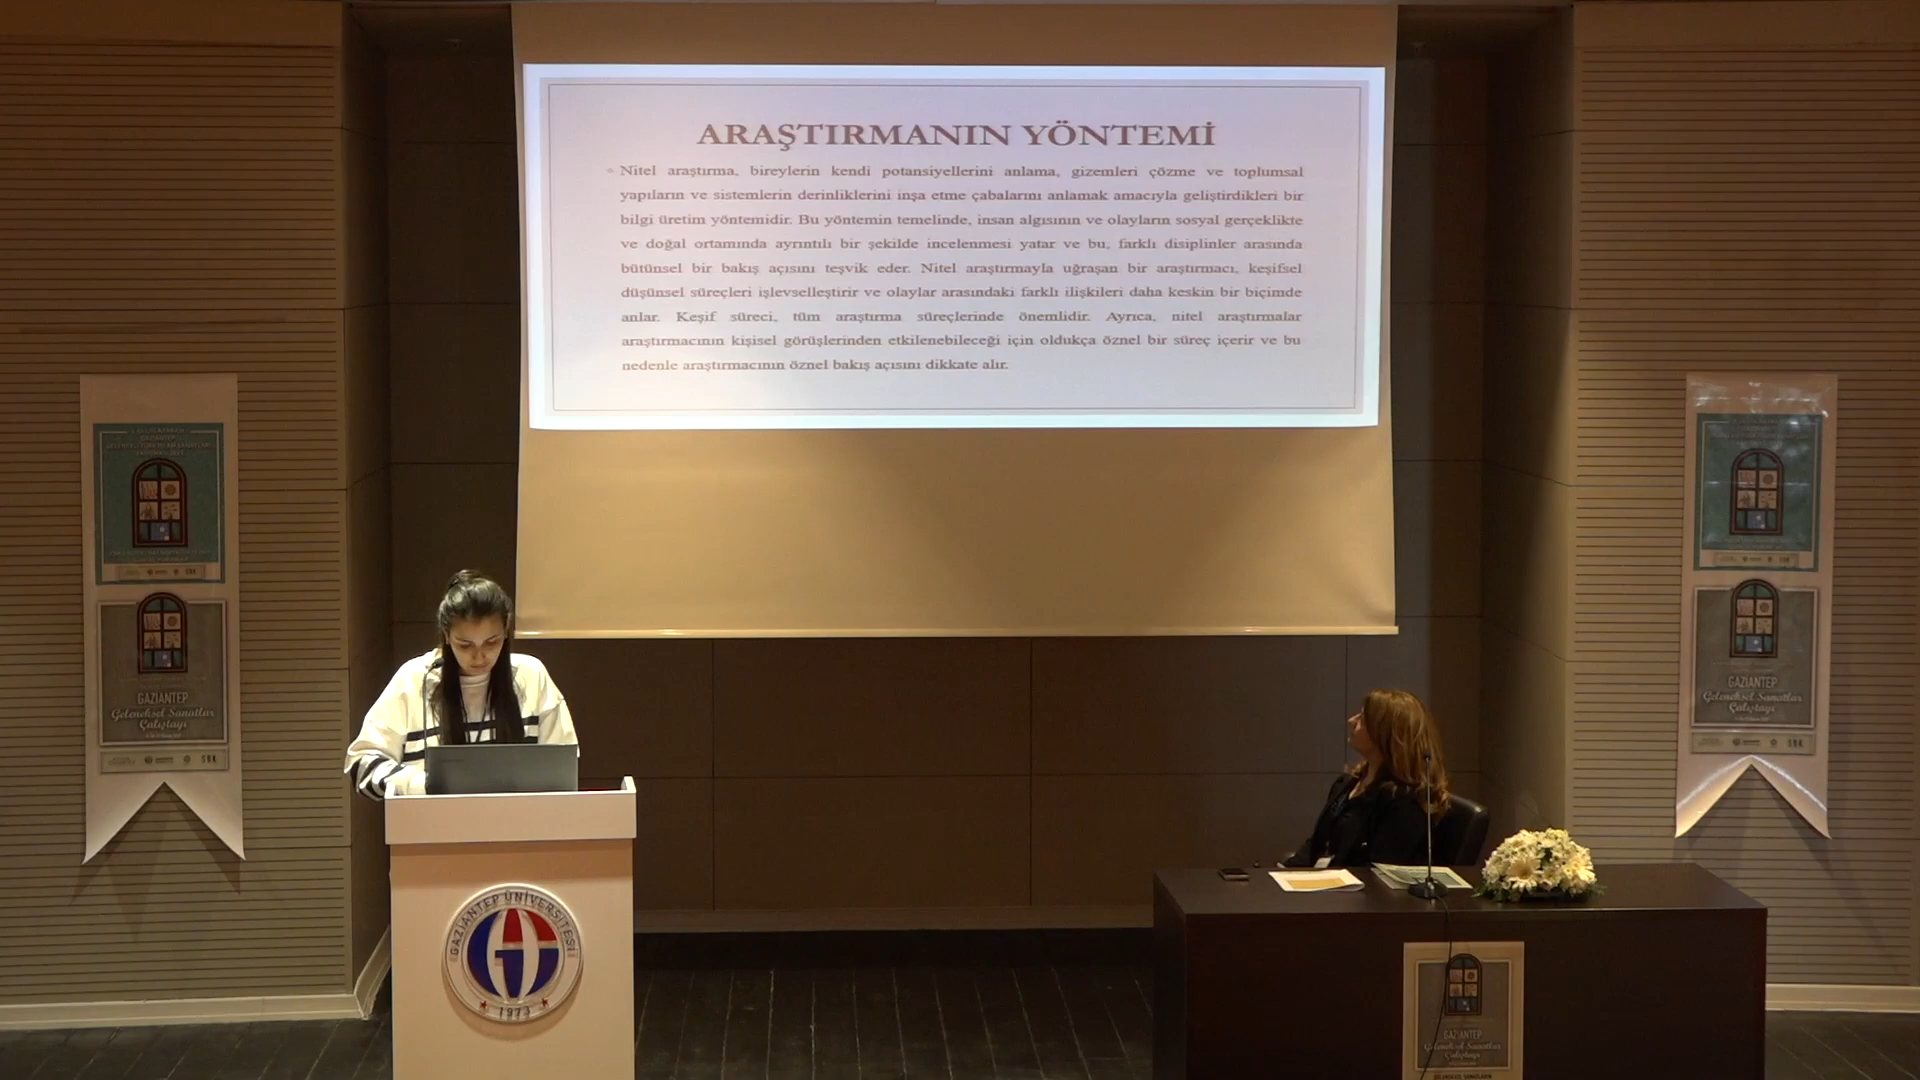 ARAŞTIRMANIN YÖNTEMİ
Nitel araştırma, bireylerin kendi potansiyellerini anlama, gizemleri çözme ve toplumsal
yapıların ve sistemlerin derinliklerini inşa etme çabalarını anlamak amacıyla geliştirdikleri bir
bilgi üretim yöntemidir. Bu yöntemin temelinde, insan algısının ve olayların sosyal gerçeklikte
ve doğal ortamında ayrıntılı bir şekilde incelenmesi yatar ve bu, farklı disiplinler arasında
bütünsel bir bakış açısını teşvik eder. Nitel araştırmayla uğraşan bir araştırmacı, keşifsel
düşünsel süreçleri işlevselleştirir ve olaylar arasındaki farklı ilişkileri daha keskin bir biçimde
anlar. Keşif süreci, tüm araştırma süreçlerinde önemlidir. Ayrıca, nitel araştırmalar
araştırmacının kişisel görüşlerinden etkilenebileceği için oldukça öznel bir süreç içerir ve bu
nedenle araştırmacının öznel bakış açısını dikkate alır.
GAZİANTEP
Geleneksel Sanatlar
Çalıştayı
GAZİANTEP
Geleneksel Sanatlar
Çalıştayı
GAZİANTEP ÜNİVERSİTESİ
1973
GAZİANTEP
Geleneksel Sanatlar
Çalıştayı